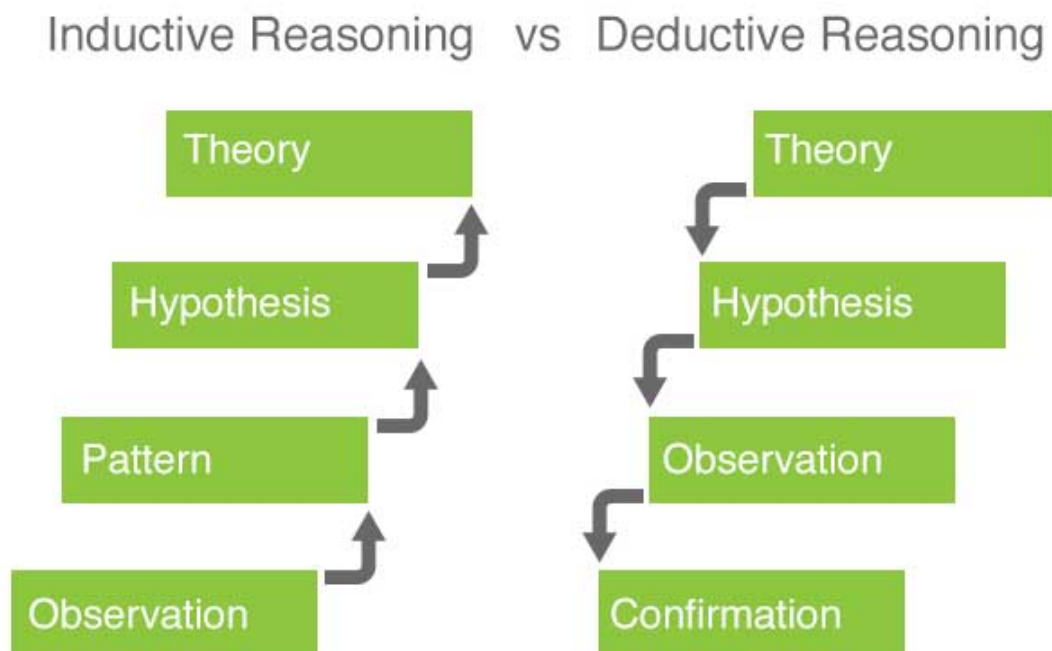 Inductive Reasoning vs Deductive Reasoning
Theory
Hypothesis
Pattern
Observation
Theory
Hypothesis
Observation
Confirmation